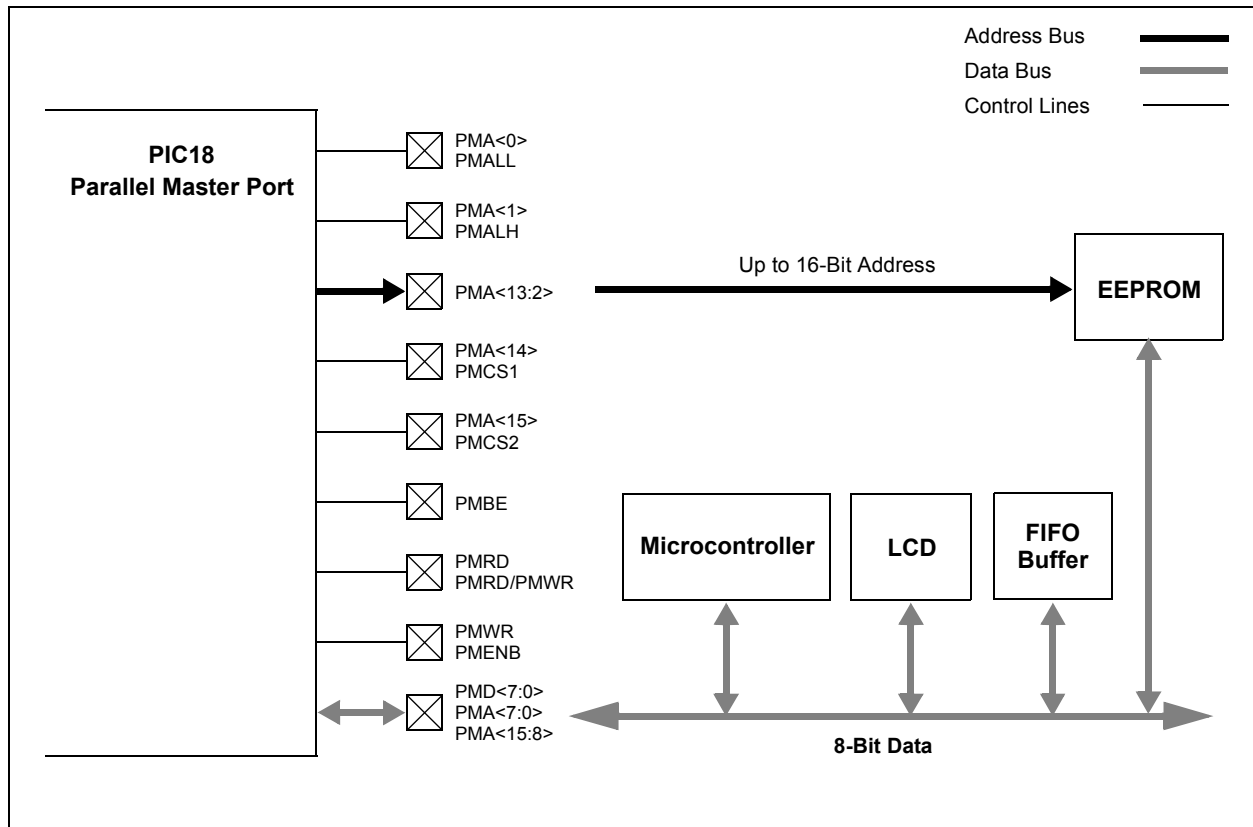 Address Bus
Data Bus
Control Lines
PIC18
Parallel Master Port
PMA<0>
PMALL
PMA<1>
PMALH
PMA<13:2>
Up to 16-Bit Address
EEPROM
PMA<14>
PMCS1
PMA<15>
PMCS2
PMBE
Microcontroller
LCD
FIFO
Buffer
PMRD
PMRD/PMWR
PMWR
PMENB
PMD<7:0>
PMA<7:0>
PMA<15:8>
8-Bit Data